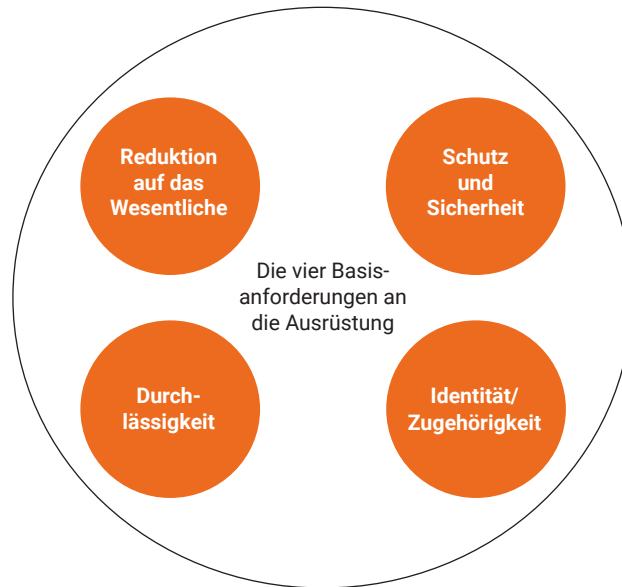 Reduktion
auf das
Wesentliche
Schutz
und
Sicherheit
Die vier Basis-
anforderungen an
die Ausrüstung
Durch-
lässigkeit
Identität/
Zugehörigkeit